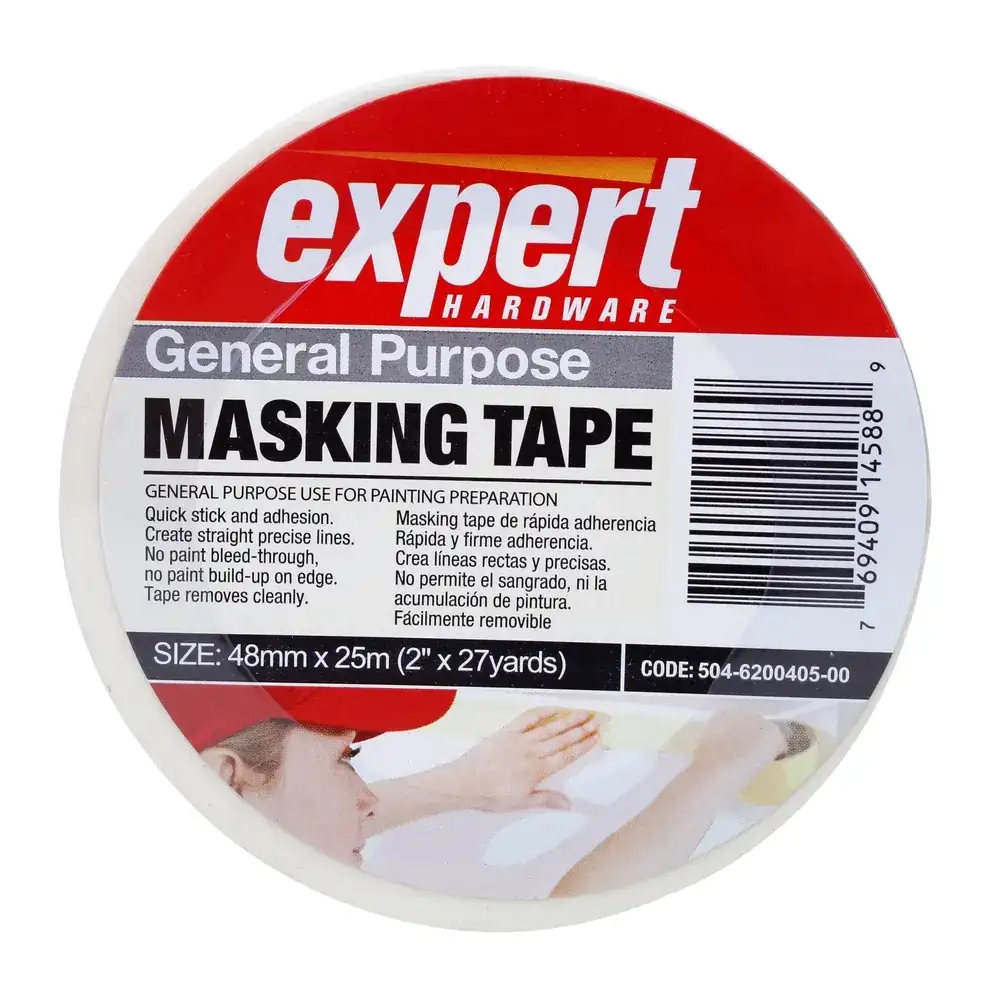 expert
HARDWARE
General Purpose
MASKING TAPE
GENERAL PURPOSE USE FOR PAINTING PREPARATION
Quick stick and adhesion.
Create straight precise lines.
No paint bleed-through,
no paint build-up on edge.
Tape removes cleanly.
Masking tape de rápida adherencia
Rápida y firme adherencia.
Crea líneas rectas y precisas.
No permite el sangrado, ni la
acumulación de pintura.
Fácilmente removible
7 69409 14588 9
SIZE: 48mm x 25m (2" x 27yards)
CODE: 504-6200405-00